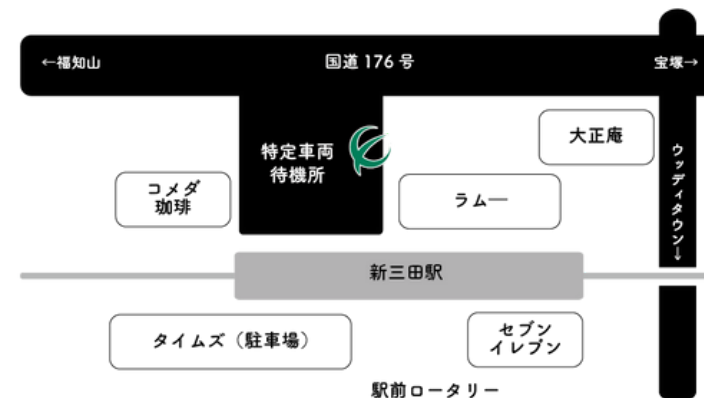 ←福知山
国道 176 号
宝塚→
特定車両
待機所
大正庵
ウッディタウン→
コメダ
珈琲
ラムー
新三田駅
タイムズ（駐車場）
セブン
イレブン
駅前ロータリー